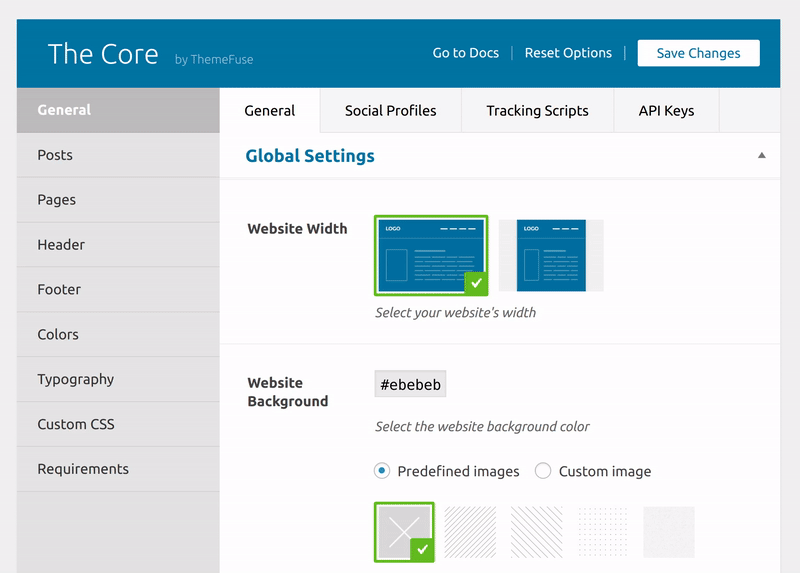 The Core by ThemeFuse
Go to Docs | Reset Options | Save Changes
General
Posts
Pages
Header
Footer
Colors
Typography
Custom CSS
Requirements
General Social Profiles Tracking Scripts API Keys
Global Settings
Website Width
LOGO LOGO
Select your website's width
Website
Background
#ebebeb
Select the website background color
Predefined images Custom image